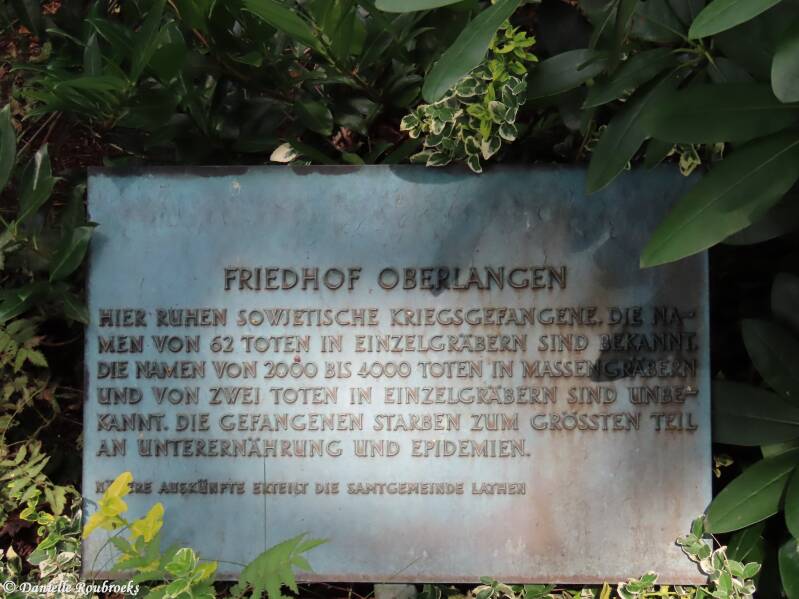 FRIEDHOF OBERLANGEN
HIER RUHEN SOWJETISCHE KRIEGSGEFANGENE. DIE NA-
MEN VON 62 TOTEN IN EINZELGRÄBERN SIND BEKANNT.
DIE NAMEN VON 2000 BIS 4000 TOTEN IN MASSENGRÄBERN
UND VON ZWEI TOTEN IN EINZELGRÄBERN SIND UNBE-
KANNT. DIE GEFANGENEN STARBEN ZUM GRÖSSTEN TEIL
AN UNTERERNÄHRUNG UND EPIDEMIEN.
NÄHERE AUSKÜNFTE ERTEILT DIE SAMTGEMEINDE LATHEN
© Danielle Roubroeks